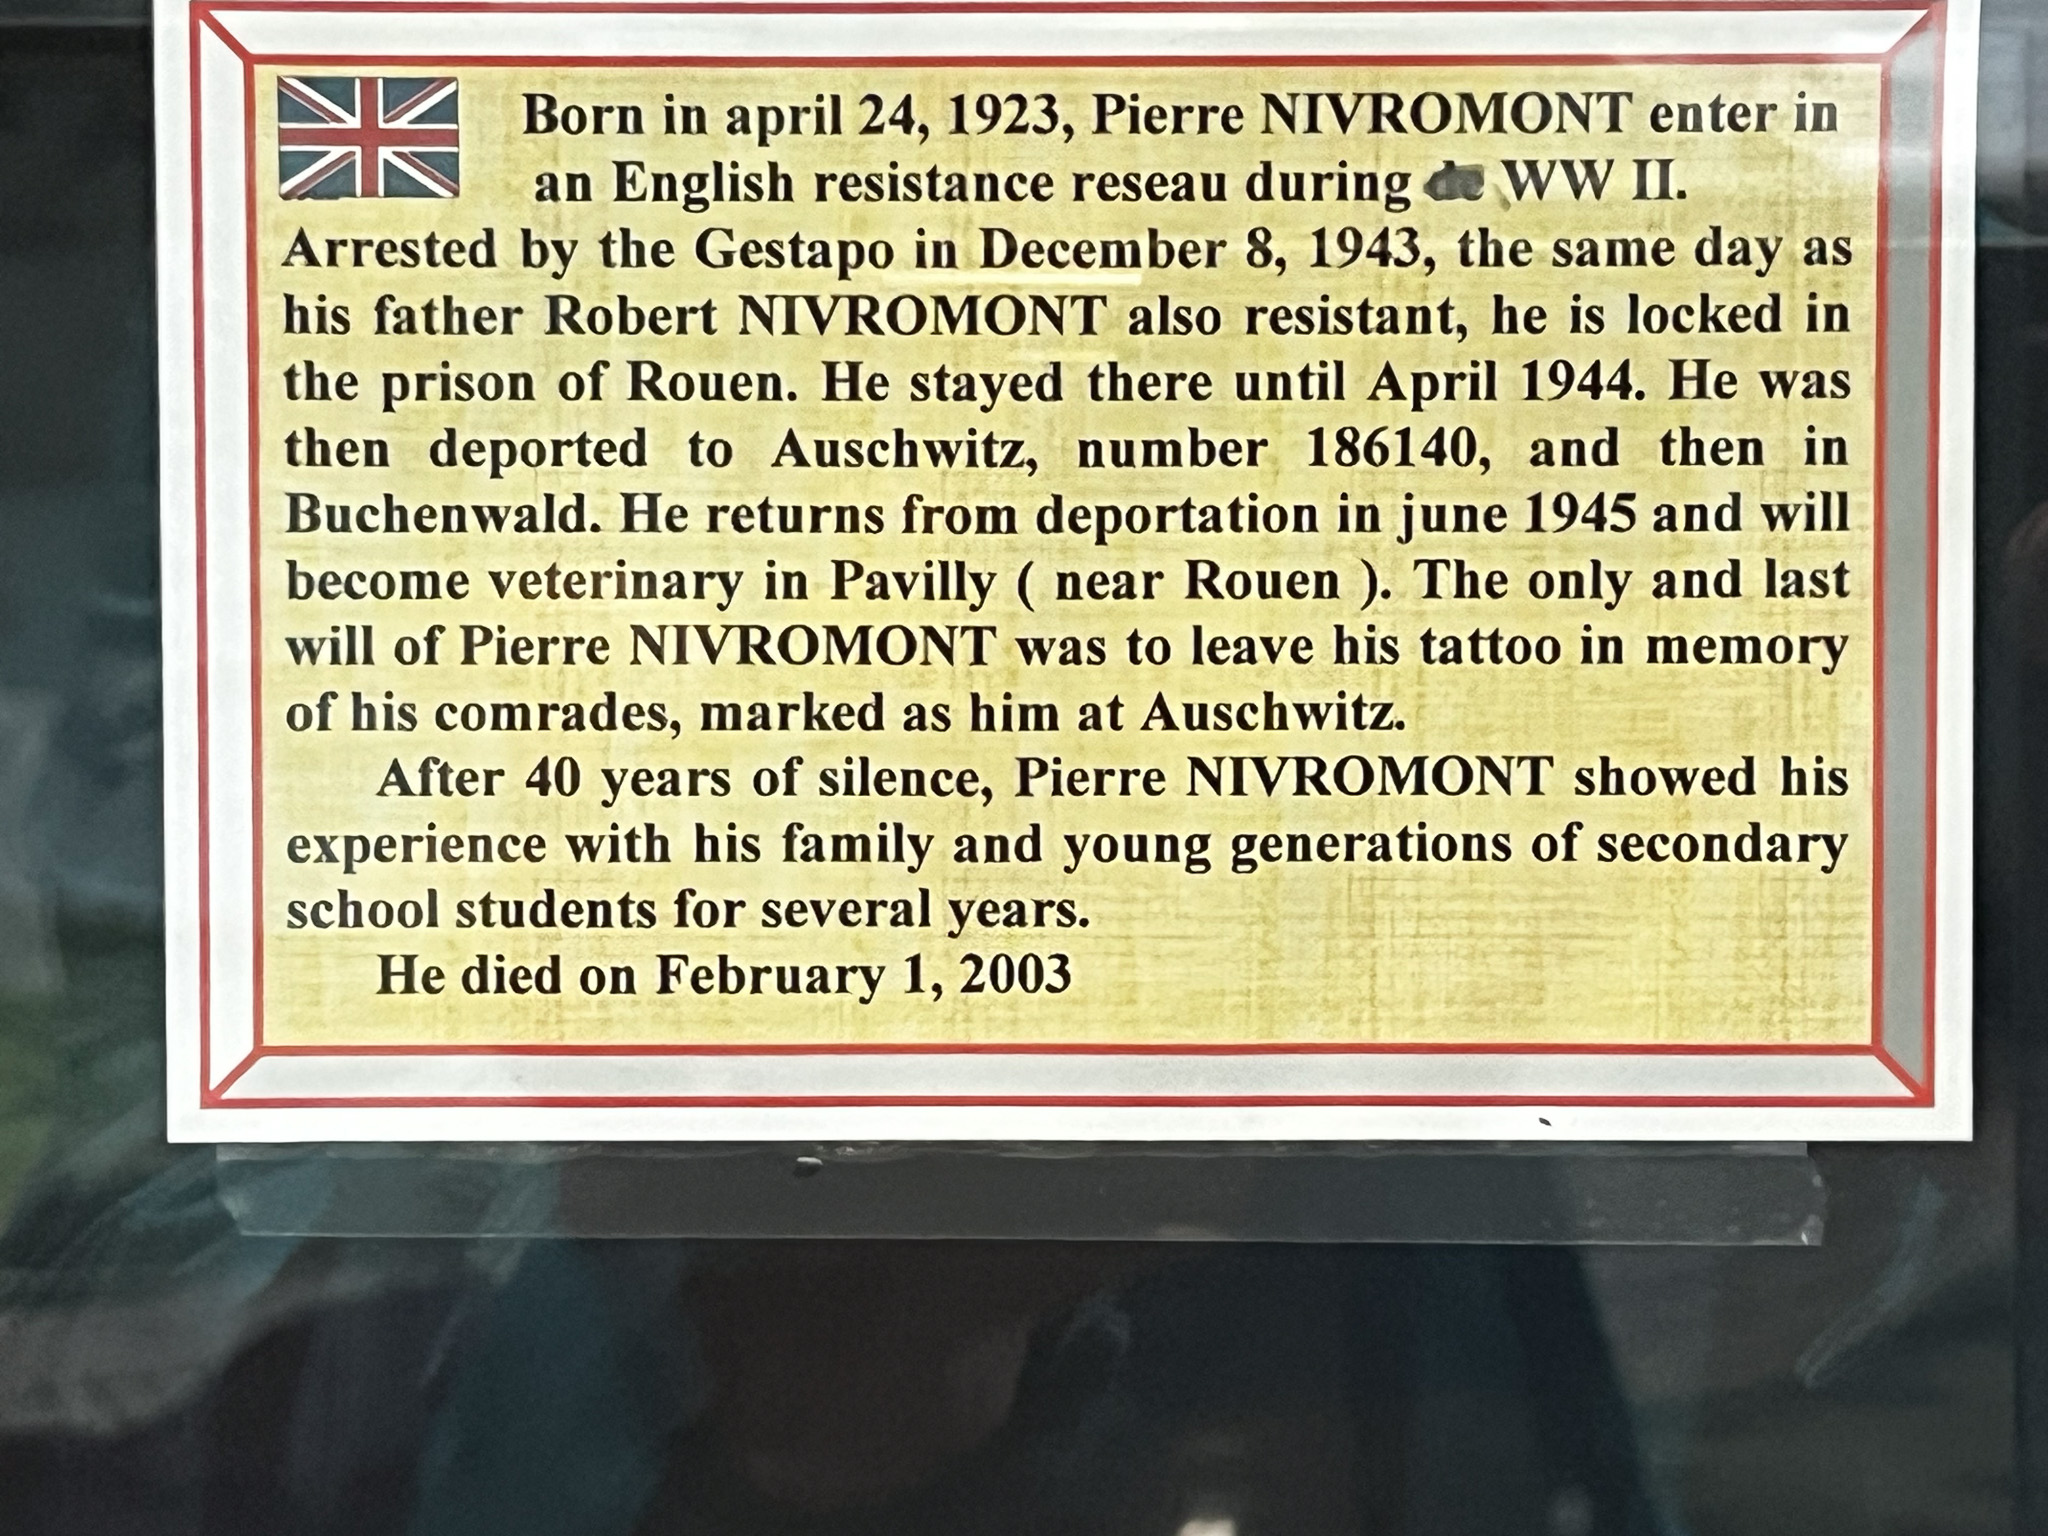 Born in april 24, 1923, Pierre NIVROMONT enter in
an English resistance reseau during WW II.
Arrested by the Gestapo in December 8, 1943, the same day as
his father Robert NIVROMONT also resistant, he is locked in
the prison of Rouen. He stayed there until April 1944. He was
then deported to Auschwitz, number 186140, and then in
Buchenwald. He returns from deportation in june 1945 and will
become veterinary in Pavilly ( near Rouen ). The only and last
will of Pierre NIVROMONT was to leave his tattoo in memory
of his comrades, marked as him at Auschwitz.
After 40 years of silence, Pierre NIVROMONT showed his
experience with his family and young generations of secondary
school students for several years.
He died on February 1, 2003